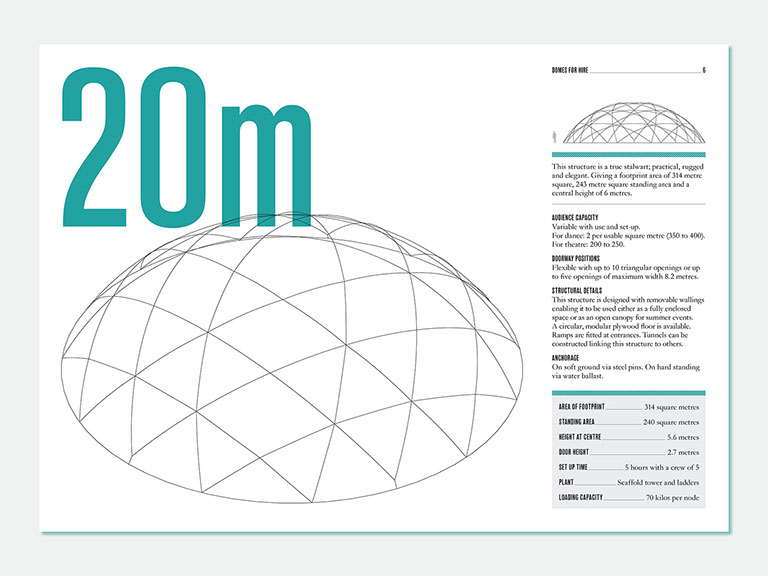 20m
DOMES FOR HIRE 6
This structure is a true stalwart; practical, rugged
and elegant. Giving a footprint area of 314 metre
square, 243 metre square standing area and a
central height of 6 metres.
AUDIENCE CAPACITY
Variable with use and set-up.
For dance: 2 per usable square metre (350 to 400).
For theatre: 200 to 250.
DOORWAY POSITIONS
Flexible with up to 10 triangular openings or up
to five openings of maximum width 8.2 metres.
STRUCTURAL DETAILS
This structure is designed with removable wallings
enabling it to be used either as a fully enclosed
space or as an open canopy for summer events.
A circular, modular plywood floor is available.
Ramps are fitted at entrances. Tunnels can be
constructed linking this structure to others.
ANCHORAGE
On soft ground via steel pins. On hard standing
via water ballast.
AREA OF FOOTPRINT 314 square metres
STANDING AREA 240 square metres
HEIGHT AT CENTRE 5.6 metres
DOOR HEIGHT 2.7 metres
SET UP TIME 5 hours with a crew of 5
PLANT Scaffold tower and ladders
LOADING CAPACITY 70 kilos per node